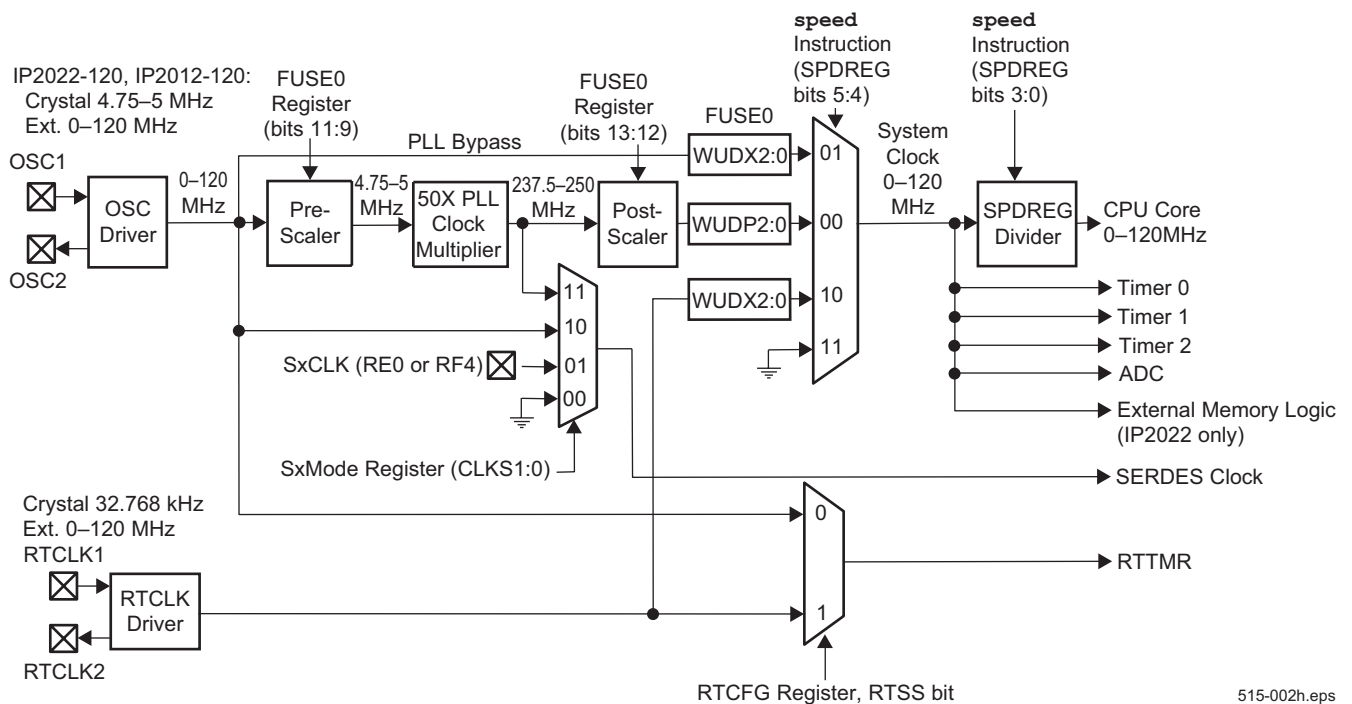 speed
Instruction
(SPDREG
bits 5:4)
speed
Instruction
(SPDREG
bits 3:0)
IP2022-120, IP2012-120:
Crystal 4.75–5 MHz
Ext. 0–120 MHz
FUSE0
Register
(bits 11:9)
FUSE0
Register
(bits 13:12)
FUSE0
PLL Bypass
System
Clock
0–120
MHz
OSC1
OSC2
OSC
Driver
0–120
MHz
Pre-
Scaler
4.75–5
MHz
50X PLL
Clock
Multiplier
237.5–250
MHz
Post-
Scaler
WUDX2:0
WUDP2:0
WUDX2:0
01
00
10
11
SPDREG
Divider
CPU Core
0–120MHz
Timer 0
Timer 1
Timer 2
ADC
External Memory Logic
(IP2022 only)
11
10
01
00
SxCLK (RE0 or RF4)
SxMode Register (CLKS1:0)
SERDES Clock
Crystal 32.768 kHz
Ext. 0–120 MHz
RTCLK1
RTCLK2
RTCLK
Driver
0
1
RTTMR
RTCFG Register, RTSS bit
515-002h.eps